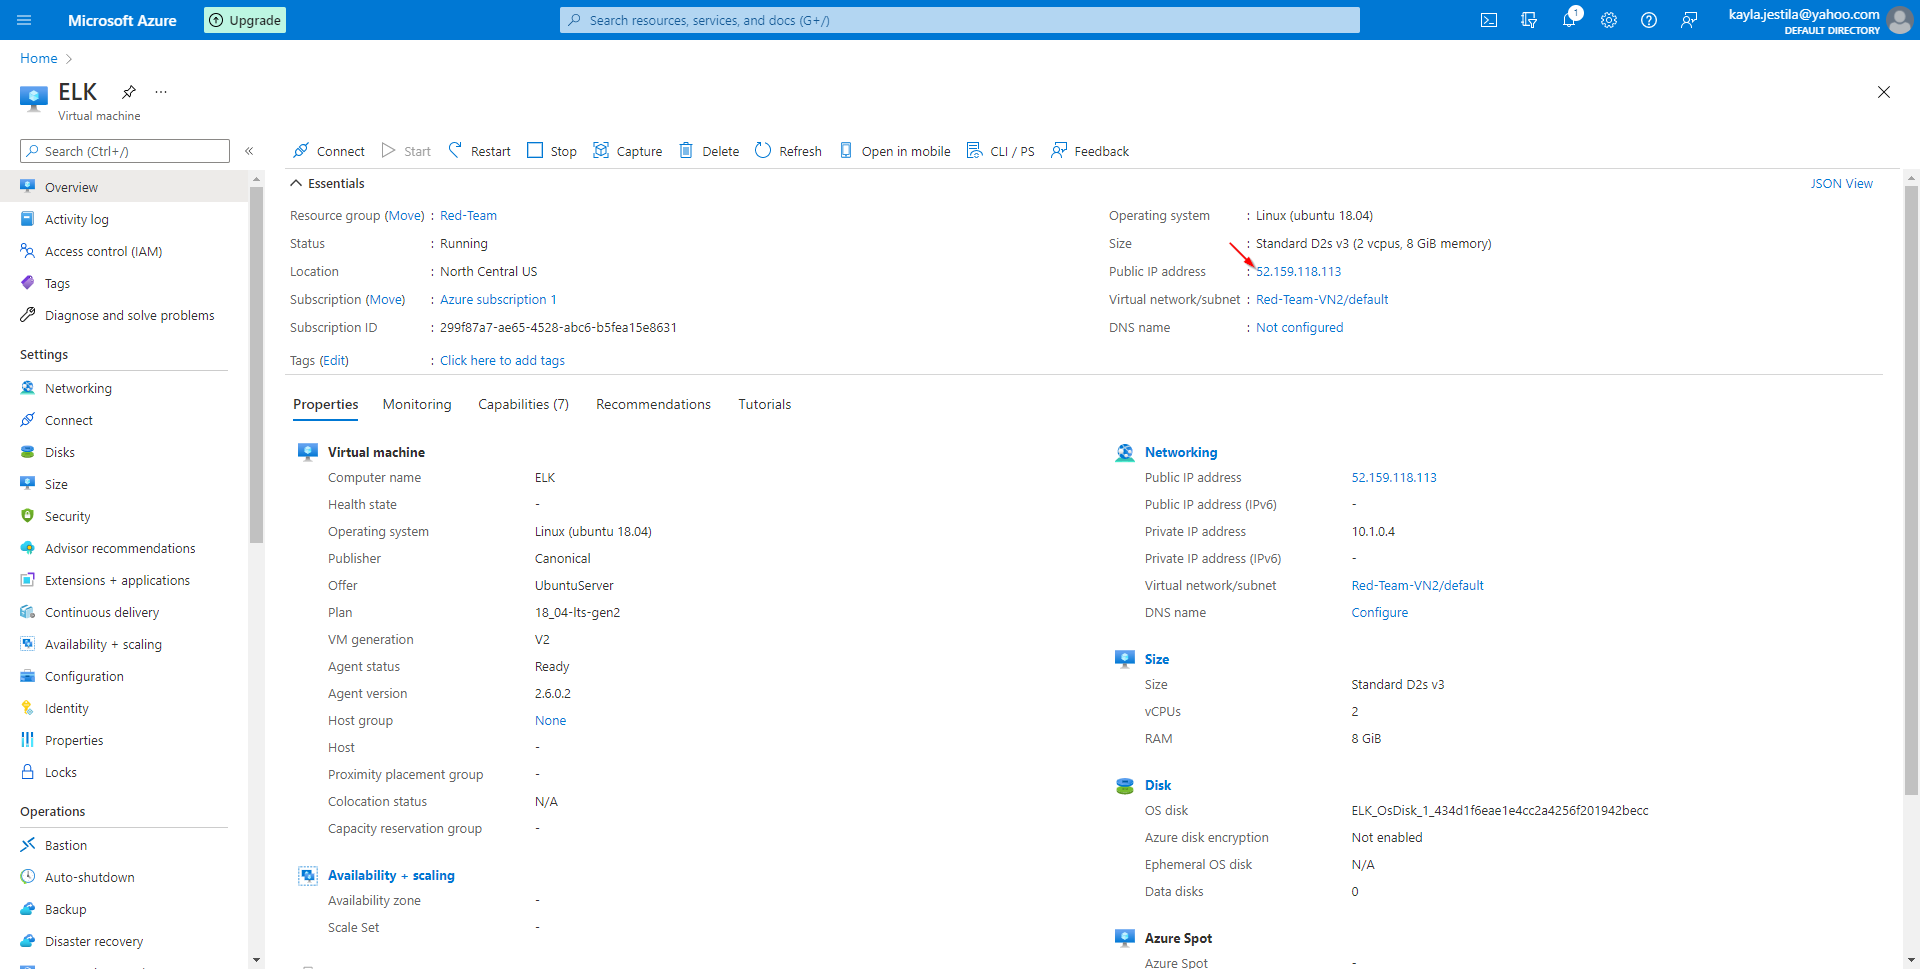 Microsoft Azure
Upgrade
Search resources, services, and docs (G+/)
1
kayla.jestila@yahoo.com
DEFAULT DIRECTORY
Home
ELK
...
Virtual machine
Search (Ctrl+/)
«
Connect Start Restart Stop Capture Delete Refresh Open in mobile CLI / PS Feedback
Overview
Activity log
Access control (IAM)
Tags
Diagnose and solve problems
Settings
Networking
Connect
Disks
Size
Security
Advisor recommendations
Extensions + applications
Continuous delivery
Availability + scaling
Configuration
Identity
Properties
Locks
Operations
Bastion
Auto-shutdown
Backup
Disaster recovery
Essentials
JSON View
Resource group (Move) : Red-Team
Status : Running
Location : North Central US
Subscription (Move) : Azure subscription 1
Subscription ID : 299f87a7-ae65-4528-abc6-b5fea15e8631
Tags (Edit) : Click here to add tags
Operating system : Linux (ubuntu 18.04)
Size : Standard D2s v3 (2 vcpus, 8 GiB memory)
Public IP address : 52.159.118.113
Virtual network/subnet : Red-Team-VN2/default
DNS name : Not configured
Properties Monitoring Capabilities (7) Recommendations Tutorials
Virtual machine
Computer name ELK
Health state -
Operating system Linux (ubuntu 18.04)
Publisher Canonical
Offer UbuntuServer
Plan 18_04-lts-gen2
VM generation V2
Agent status Ready
Agent version 2.6.0.2
Host group None
Host -
Proximity placement group -
Colocation status N/A
Capacity reservation group -
Availability + scaling
Availability zone -
Scale Set -
Networking
Public IP address 52.159.118.113
Public IP address (IPv6) -
Private IP address 10.1.0.4
Private IP address (IPv6) -
Virtual network/subnet Red-Team-VN2/default
DNS name Configure
Size
Size Standard D2s v3
vCPUs 2
RAM 8 GiB
Disk
OS disk ELK_OsDisk_1_434d1f6eae1e4cc2a4256f201942becc
Azure disk encryption Not enabled
Ephemeral OS disk N/A
Data disks 0
Azure Spot
Azure Spot -